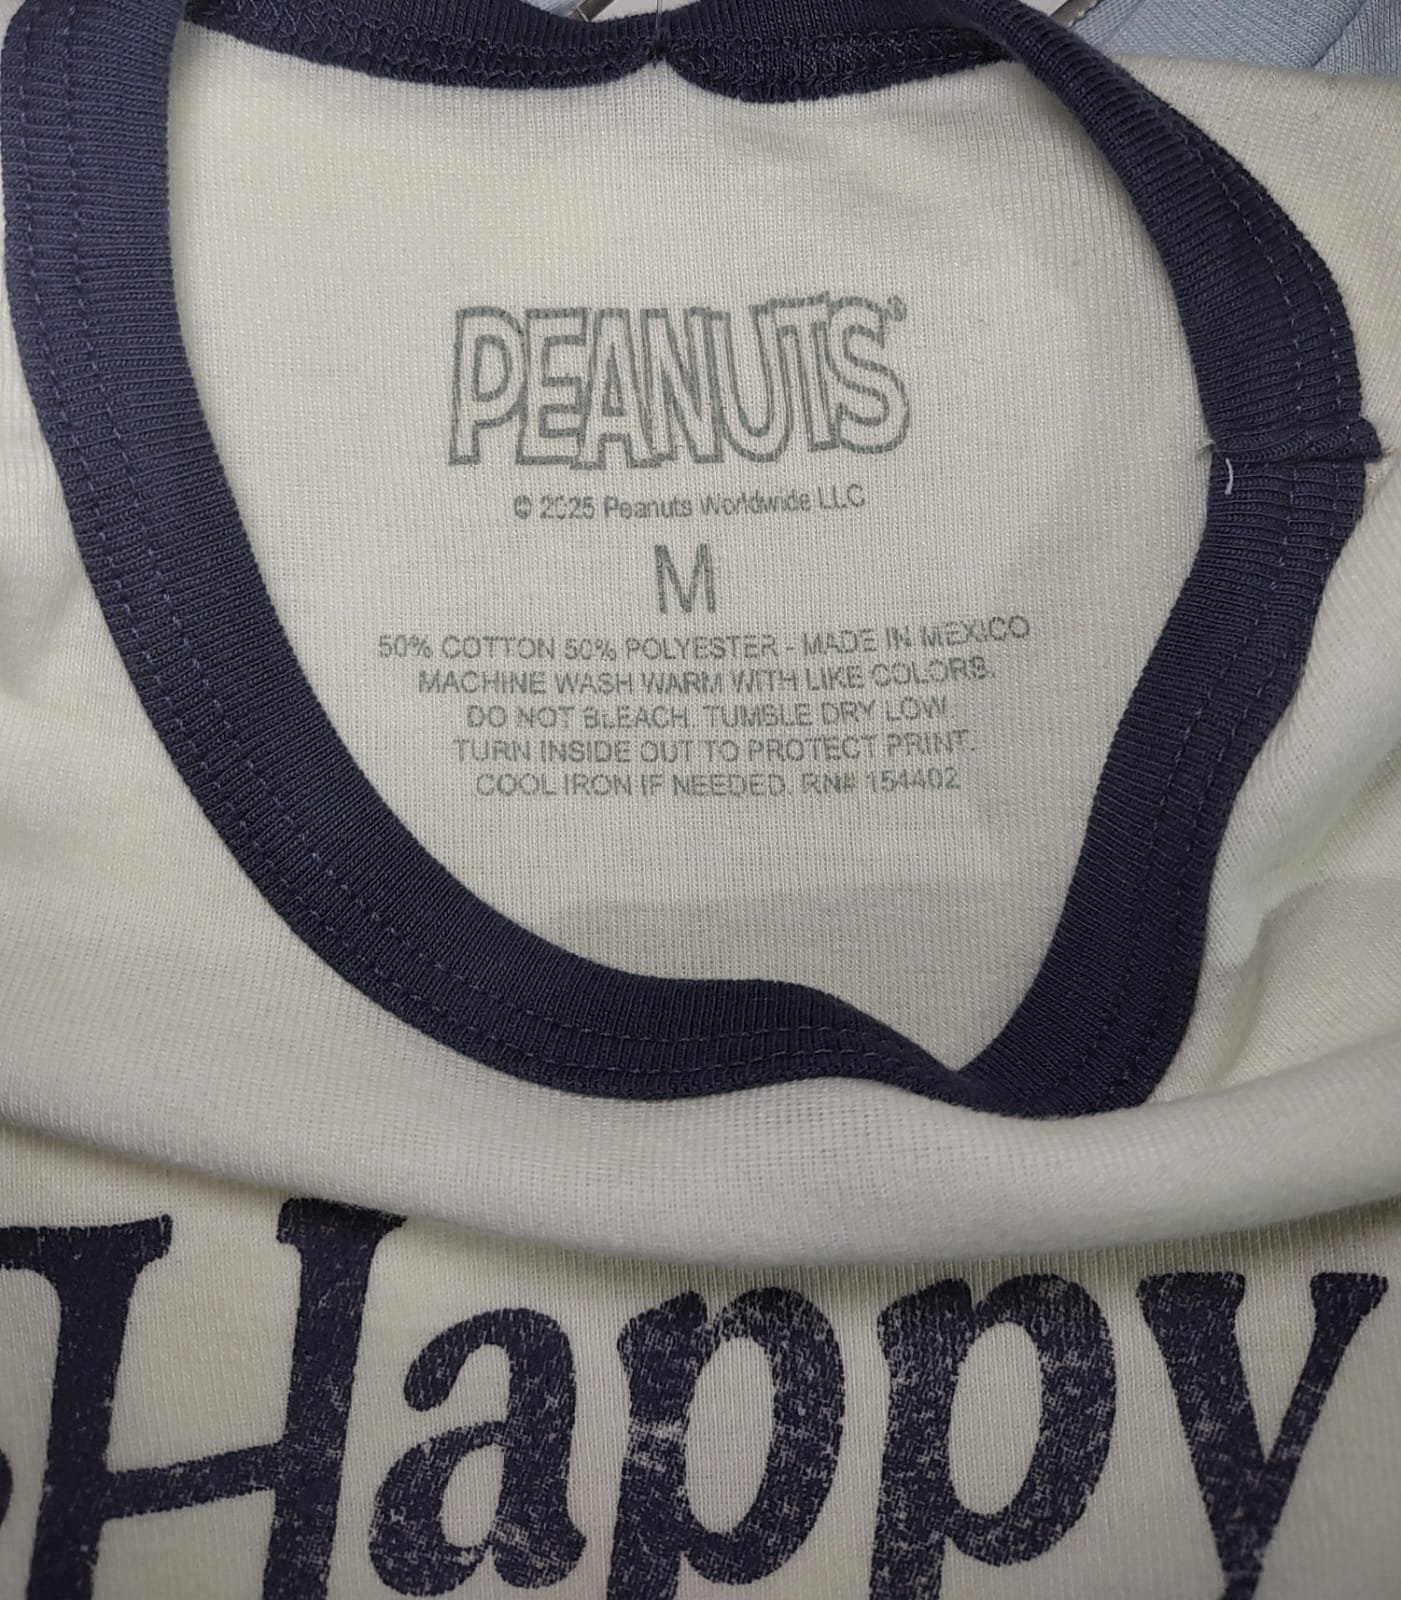 PEANUTS®
© 2025 Peanuts Worldwide LLC
M
50% COTTON 50% POLYESTER - MADE IN MEXICO
MACHINE WASH WARM WITH LIKE COLORS.
DO NOT BLEACH. TUMBLE DRY LOW.
TURN INSIDE OUT TO PROTECT PRINT.
COOL IRON IF NEEDED. RN# 154402
Happy